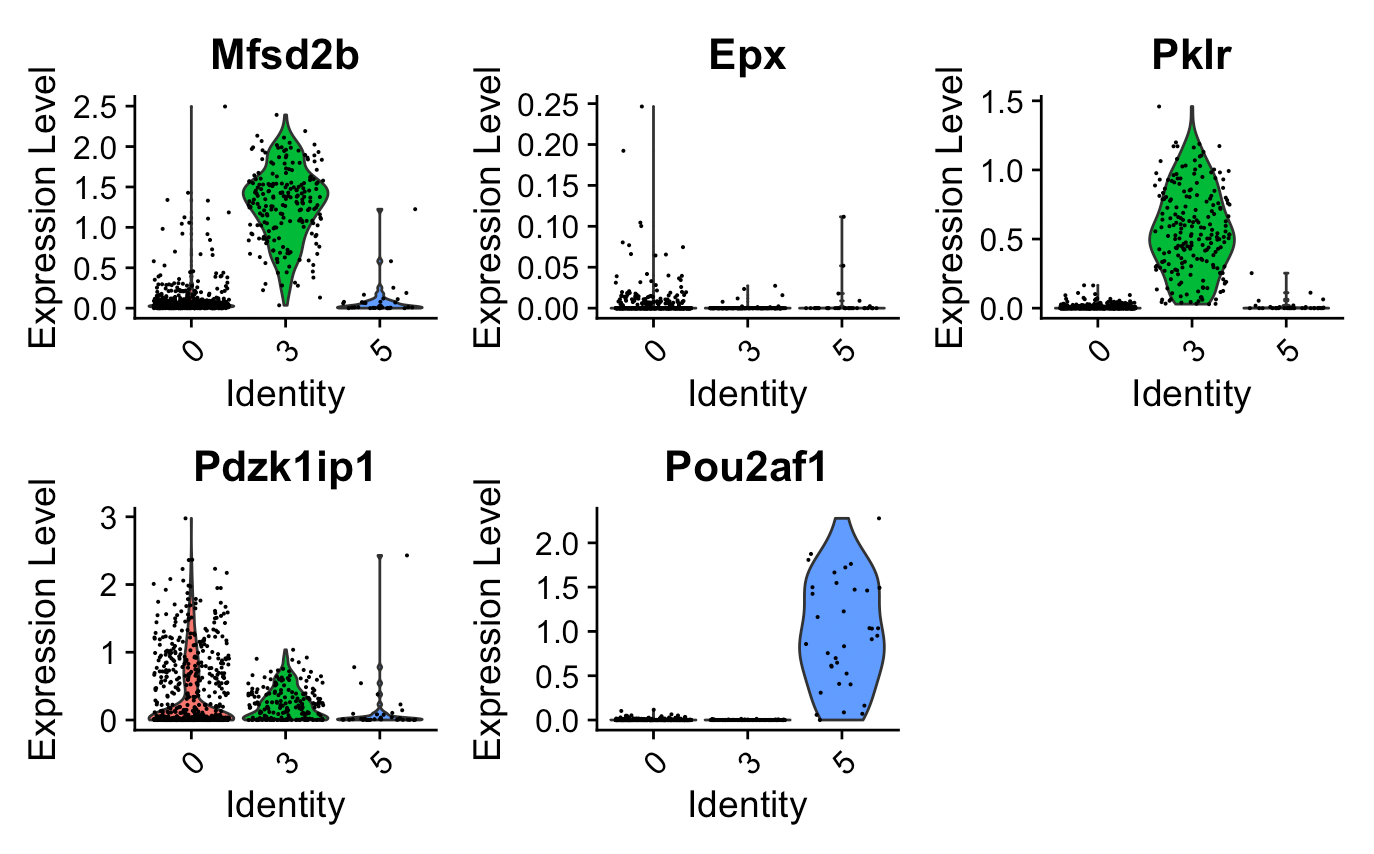 Mfsd2b
Expression Level
2.5
2.0
1.5
1.0
0.5
0.0
0
3
5
Identity
Epx
Expression Level
0.25
0.20
0.15
0.10
0.05
0.00
0
3
5
Identity
Pklr
Expression Level
1.5
1.0
0.5
0.0
0
3
5
Identity
Pdzk1ip1
Expression Level
3
2
1
0
0
3
5
Identity
Pou2af1
Expression Level
2.0
1.5
1.0
0.5
0.0
0
3
5
Identity